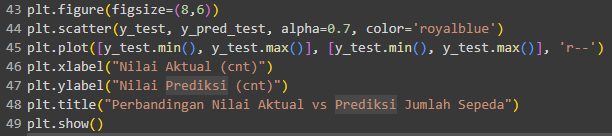 43 plt.figure(figsize=(8,6))
44 plt.scatter(y_test, y_pred_test, alpha=0.7, color='royalblue')
45 plt.plot([y_test.min(), y_test.max()], [y_test.min(), y_test.max()], 'r--')
46 plt.xlabel("Nilai Aktual (cnt)")
47 plt.ylabel("Nilai Prediksi (cnt)")
48 plt.title("Perbandingan Nilai Aktual vs Prediksi Jumlah Sepeda")
49 plt.show()